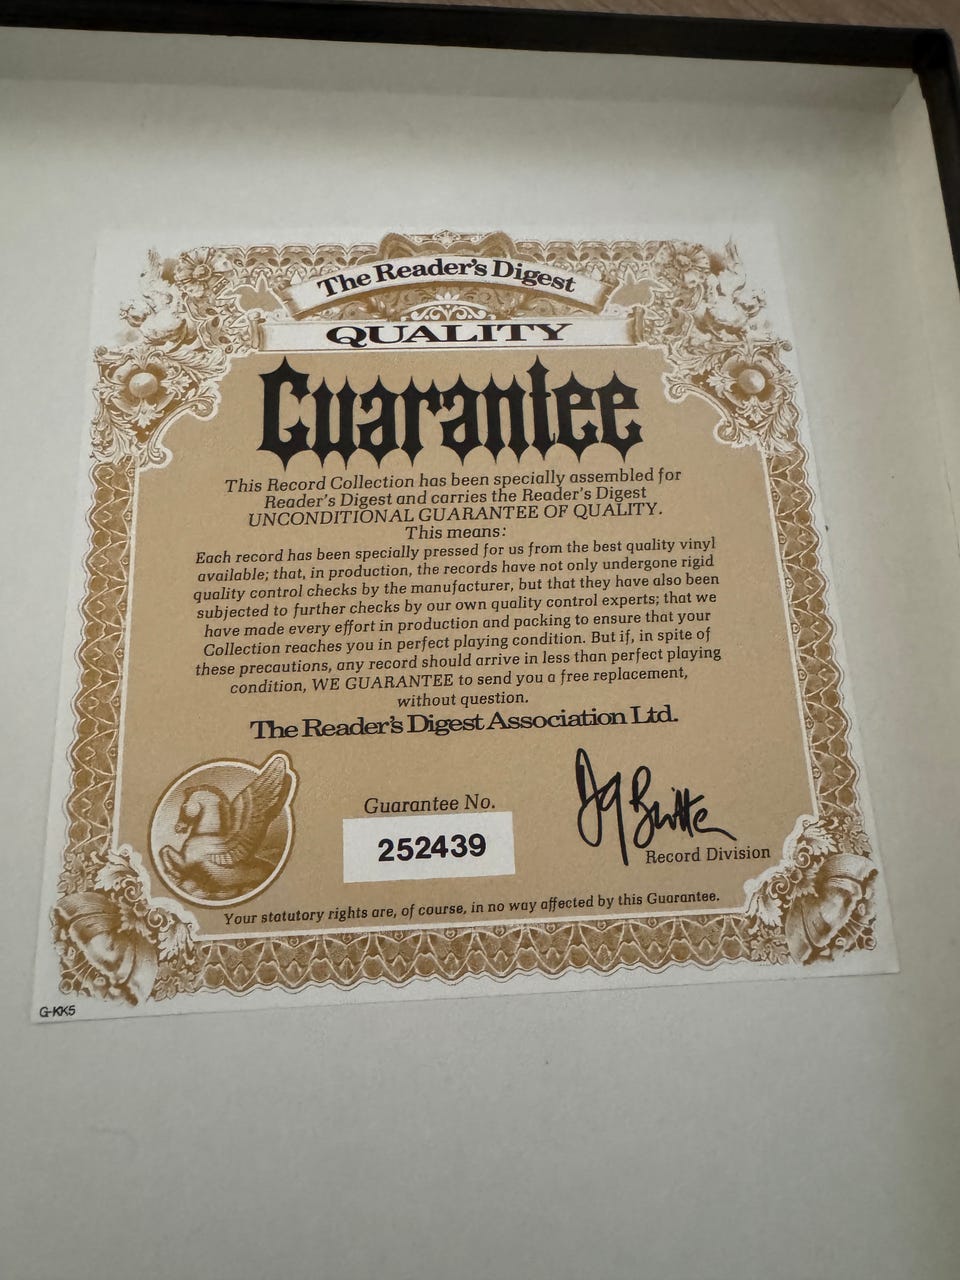 The Reader's Digest
QUALITY
Guarantee
This Record Collection has been specially assembled for
Reader's Digest and carries the Reader's Digest
UNCONDITIONAL GUARANTEE OF QUALITY.
This means:
Each record has been specially pressed for us from the best quality vinyl
available; that, in production, the records have not only undergone rigid
quality control checks by the manufacturer, but that they have also been
subjected to further checks by our own quality control experts; that we
have made every effort in production and packing to ensure that your
Collection reaches you in perfect playing condition. But if, in spite of
these precautions, any record should arrive in less than perfect playing
condition, WE GUARANTEE to send you a free replacement,
without question.
The Reader's Digest Association Ltd.
Guarantee No.
252439
Record Division
Your statutory rights are, of course, in no way affected by this Guarantee.
G-KK5